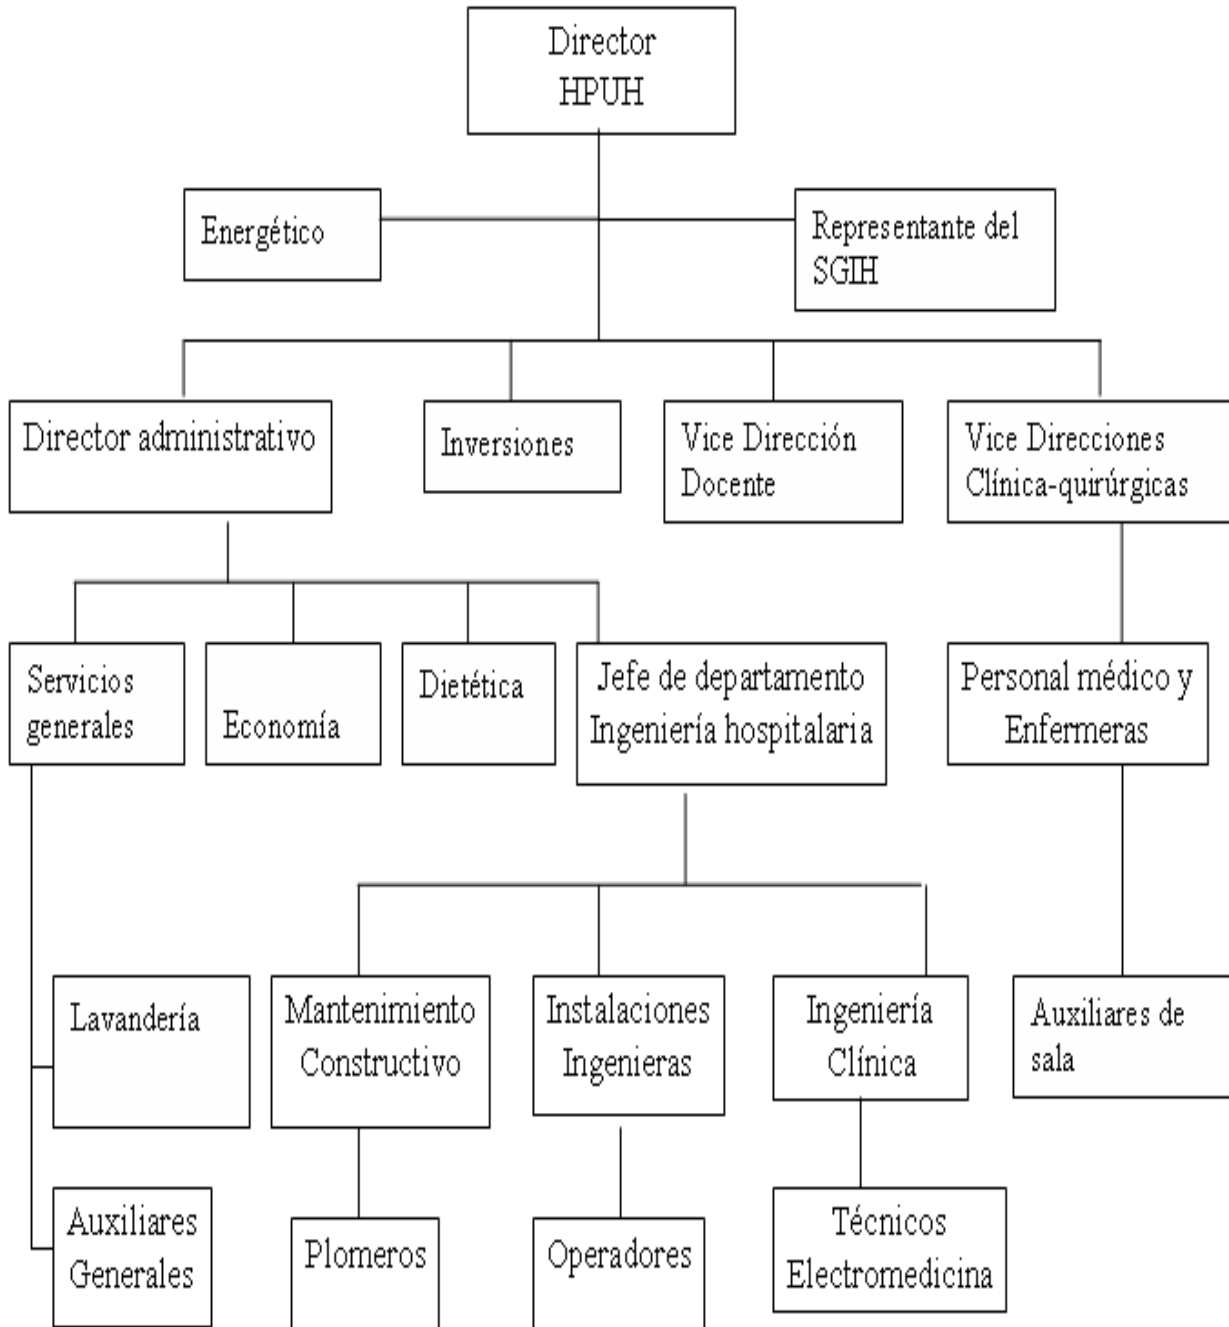 Director
HPUH
Energético
Representante del
SGIH
Director administrativo
Inversiones
Vice Dirección
Docente
Vice Direcciones
Clínica-quirúrgicas
Servicios
generales
Economía
Dietética
Jefe de departamento
Ingeniería hospitalaria
Personal médico y
Enfermeras
Lavandería
Mantenimiento
Constructivo
Instalaciones
Ingenieras
Ingeniería
Clínica
Auxiliares de
sala
Auxiliares
Generales
Plomeros
Operadores
Técnicos
Electromedicina